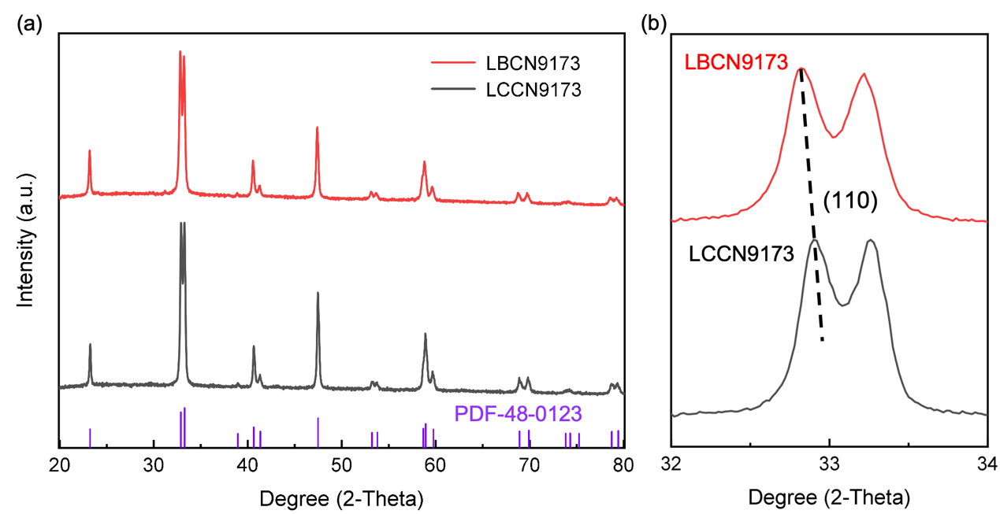 (a)
LBCN9173
LCCN9173
PDF-48-0123
Intensity (a.u.)
20 30 40 50 60 70 80
Degree (2-Theta)
(b)
LBCN9173
(110)
LCCN9173
32 33 34
Degree (2-Theta)